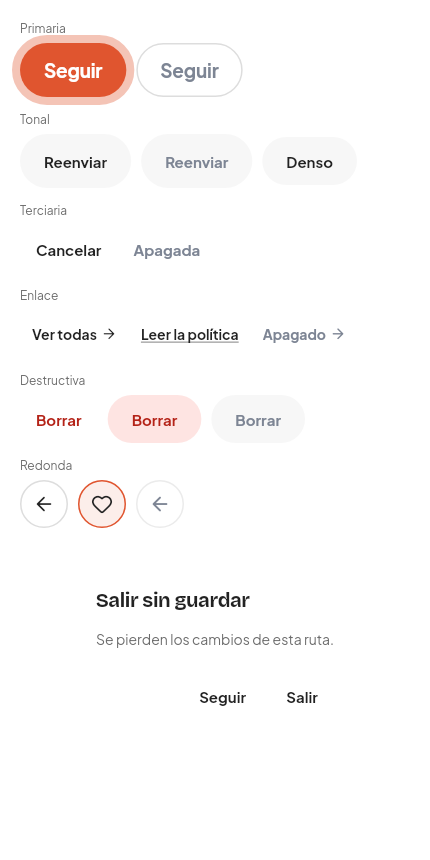 Primaria
Seguir Seguir
Tonal
Reenviar Reenviar Denso
Terciaria
Cancelar Apagada
Enlace
Ver todas → Leer la política Apagado →
Destructiva
Borrar Borrar Borrar
Redonda
Salir sin guardar
Se pierden los cambios de esta ruta.
Seguir Salir